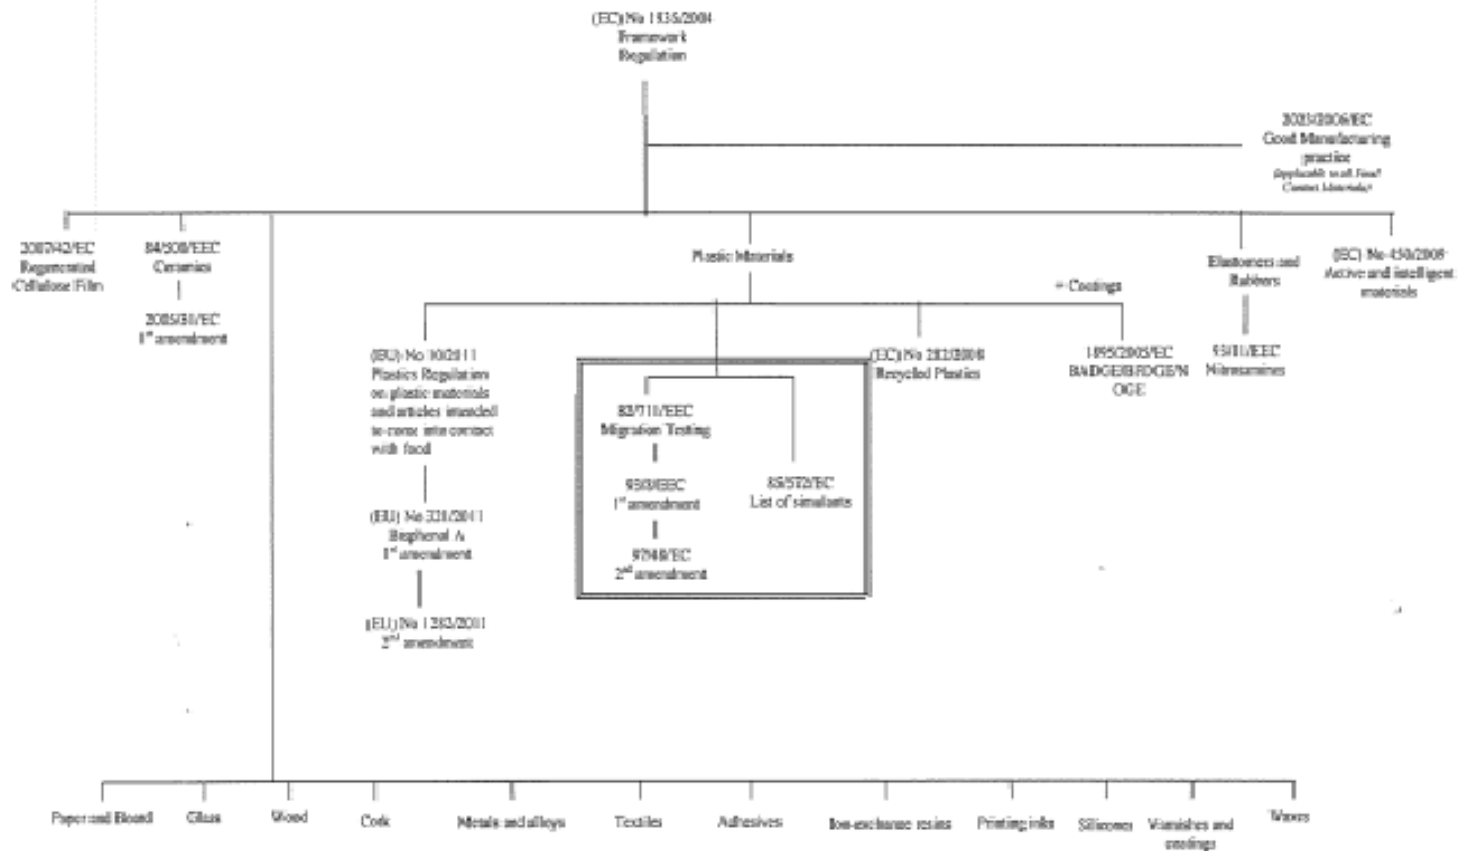 (EC) No 1935/2004
Framework
Regulation
2023/2006/EC
Good Manufacturing
practice
(applicable to all Food
Contact Materials)
2007/42/EC
Regenerated
Cellulose Film
84/500/EEC
Ceramics
2005/31/EC
1st amendment
Plastic Materials
+ Coatings
Elastomers and
Rubbers
(EC) No 450/2009
Active and intelligent
materials
(EU) No 10/2011
Plastics Regulation
on plastic materials
and articles intended
to come into contact
with food
(EC) No 282/2008
Recycled Plastics
1895/2005/EC
BADGE/BFDGE/N
OGE
93/11/EEC
Nitrosamines
82/711/EEC
Migration Testing
93/8/EEC
1st amendment
97/48/EC
2nd amendment
85/572/EC
List of simulants
(EU) No 321/2011
Bisphenol A
1st amendment
(EU) No 1282/2011
2nd amendment
Paper and Board
Glass
Wood
Cork
Metals and alloys
Textiles
Adhesives
Ion-exchange resins
Printing inks
Silicones
Varnishes and
coatings
Waxes